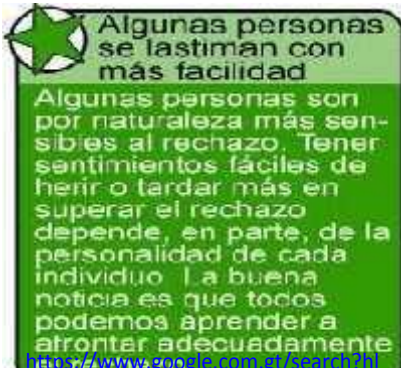 Algunas personas
se lastiman con
más facilidad
Algunas personas son
por naturaleza más sen-
sibles al rechazo. Tener
sentimientos fáciles de
herir o tardar más en
superar el rechazo
depende, en parte, de la
personalidad de cada
individuo. La buena
noticia es que todos
podemos aprender a
afrontar adecuadamente
https://www.google.com.gt/search?hl